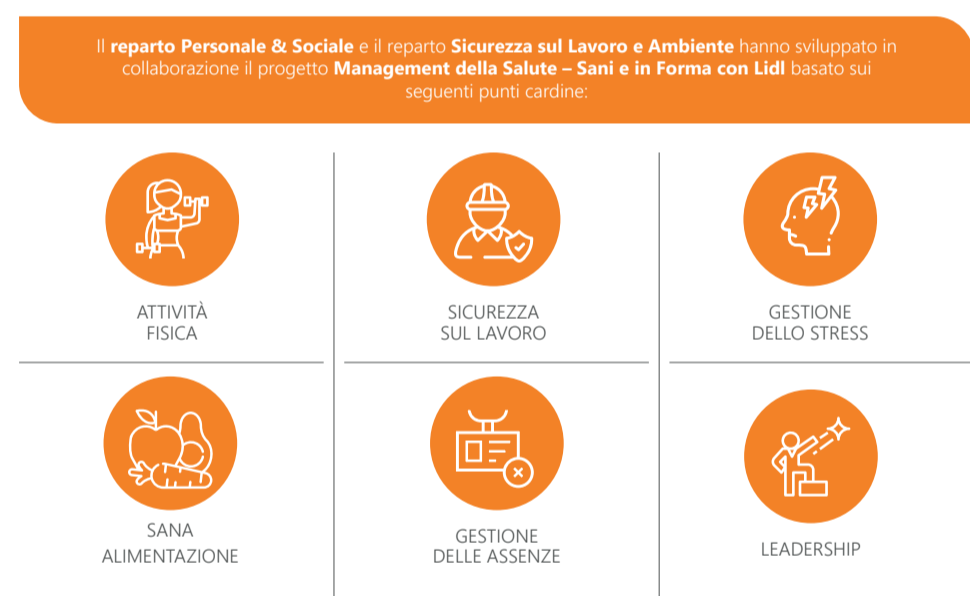 Il reparto Personale & Sociale e il reparto Sicurezza sul Lavoro e Ambiente hanno sviluppato in
collaborazione il progetto Management della Salute – Sani e in Forma con Lidl basato sui
seguenti punti cardine:
ATTIVITÀ
FISICA
SICUREZZA
SUL LAVORO
GESTIONE
DELLO STRESS
SANA
ALIMENTAZIONE
GESTIONE
DELLE ASSENZE
LEADERSHIP